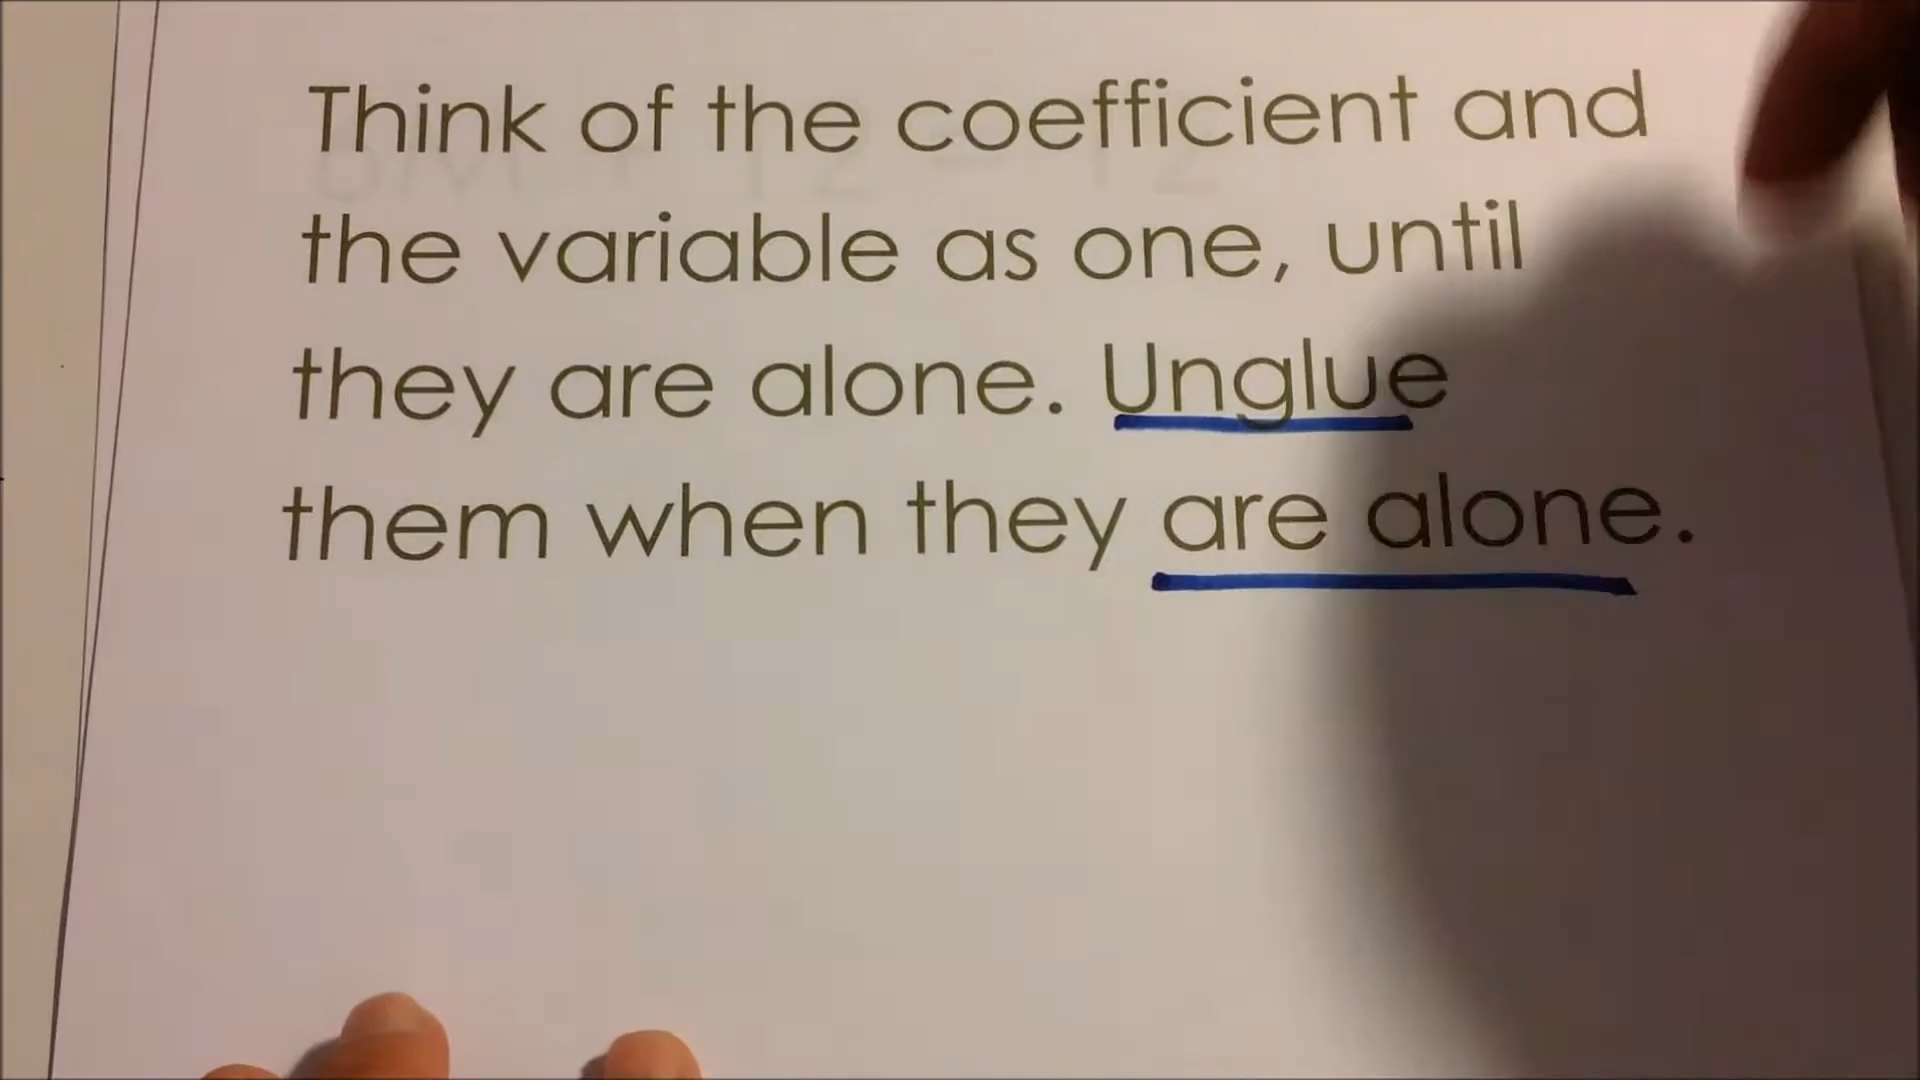 Think of the coefficient and
the variable as one, until
they are alone. Unglue
them when they are alone.